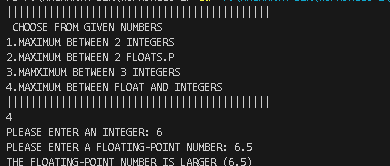 ||||||||||||||||||||||||||||||||||||||||||||
CHOOSE FROM GIVEN NUMBERS
1.MAXIMUM BETWEEN 2 INTEGERS
2.MAXIMUM BETWEEN 2 FLOATS.P
3.MAMXIMUM BETWEEN 3 INTEGERS
4.MAXIMUM BETWEEN FLOAT AND INTEGERS
||||||||||||||||||||||||||||||||||||||||||||
4
PLEASE ENTER AN INTEGER: 6
PLEASE ENTER A FLOATING-POINT NUMBER: 6.5
THE FLOATING-POINT NUMBER IS LARGER (6.5)